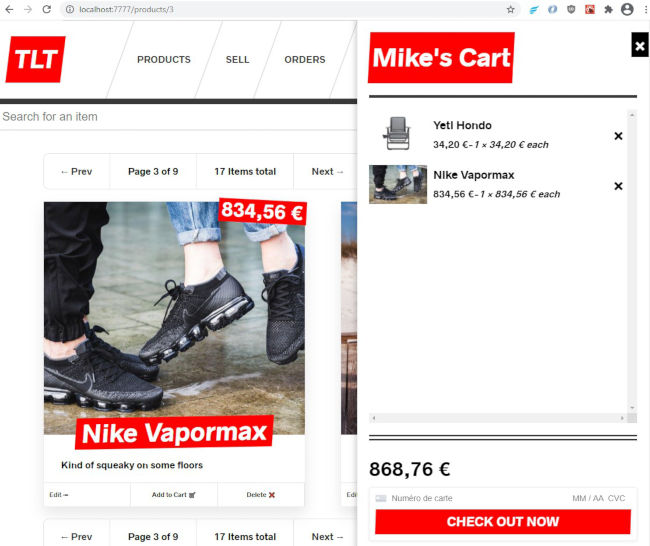 localhost:7777/products/3
TLT
PRODUCTS
SELL
ORDERS
Search for an item
← Prev
Page 3 of 9
17 Items total
Next →
834,56 €
Nike Vapormax
Kind of squeaky on some floors
Edit
Add to Cart
Delete
Edi
← Prev
Page 3 of 9
17 Items total
Next →
Mike's Cart
×
Yeti Hondo
34,20 €-1 × 34,20 € each
×
Nike Vapormax
834,56 €-1 × 834,56 € each
×
868,76 €
Numéro de carte MM / AA CVC
CHECK OUT NOW